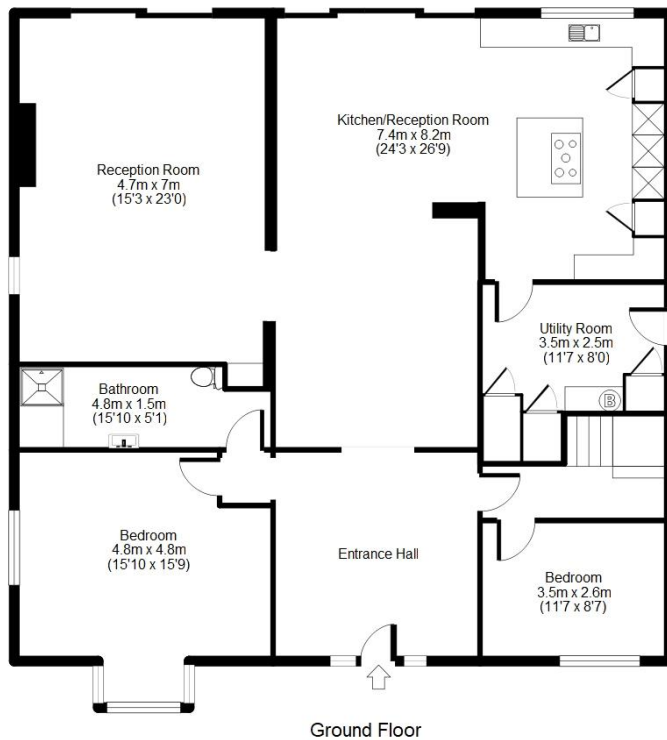 Kitchen/Reception Room
7.4m x 8.2m
(24'3 x 26'9)
Reception Room
4.7m x 7m
(15'3 x 23'0)
Utility Room
3.5m x 2.5m
(11'7 x 8'0)
B
Bathroom
4.8m x 1.5m
(15'10 x 5'1)
Bedroom
4.8m x 4.8m
(15'10 x 15'9)
Entrance Hall
Bedroom
3.5m x 2.6m
(11'7 x 8'7)
Ground Floor